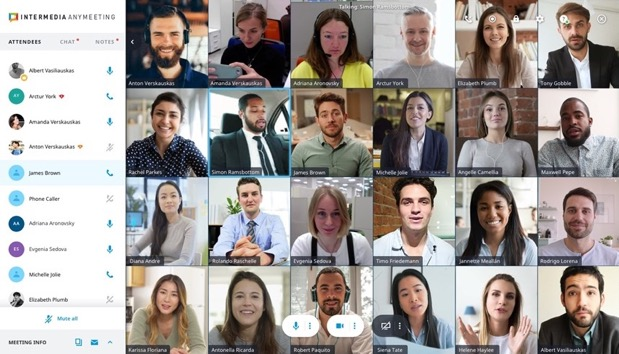 INTERMEDIA ANYMEETING
Talking: Simon Ramsbottom
ATTENDEES CHAT NOTES
Albert Vasiliauskas
AY Arctur York
Amanda Verskauskas
Anton Verskauskas
James Brown
Phone Caller
AA Adriana Aronovsky
ES Evgenia Sedova
Michelle Jolie
Elizabeth Plumb
Mute all
MEETING INFO
Anton Verskauskas
Amanda Verskauskas
Adriana Aronovsky
Arctur York
Elizabeth Plumb
Tony Gobble
Rachel Parkes
Simon Ramsbottom
James Brown
Michelle Jolie
Angelle Camellia
Maxwell Pepe
Diana Andre
Rolando Raschelle
Evgenia Sedova
Timo Friedemann
Jannette Meallan
Rodrigo Lorena
Karissa Floriana
Antonella Ricarda
Robert Paquito
Siena Tate
Helene Haylee
Albert Vasiliauskas